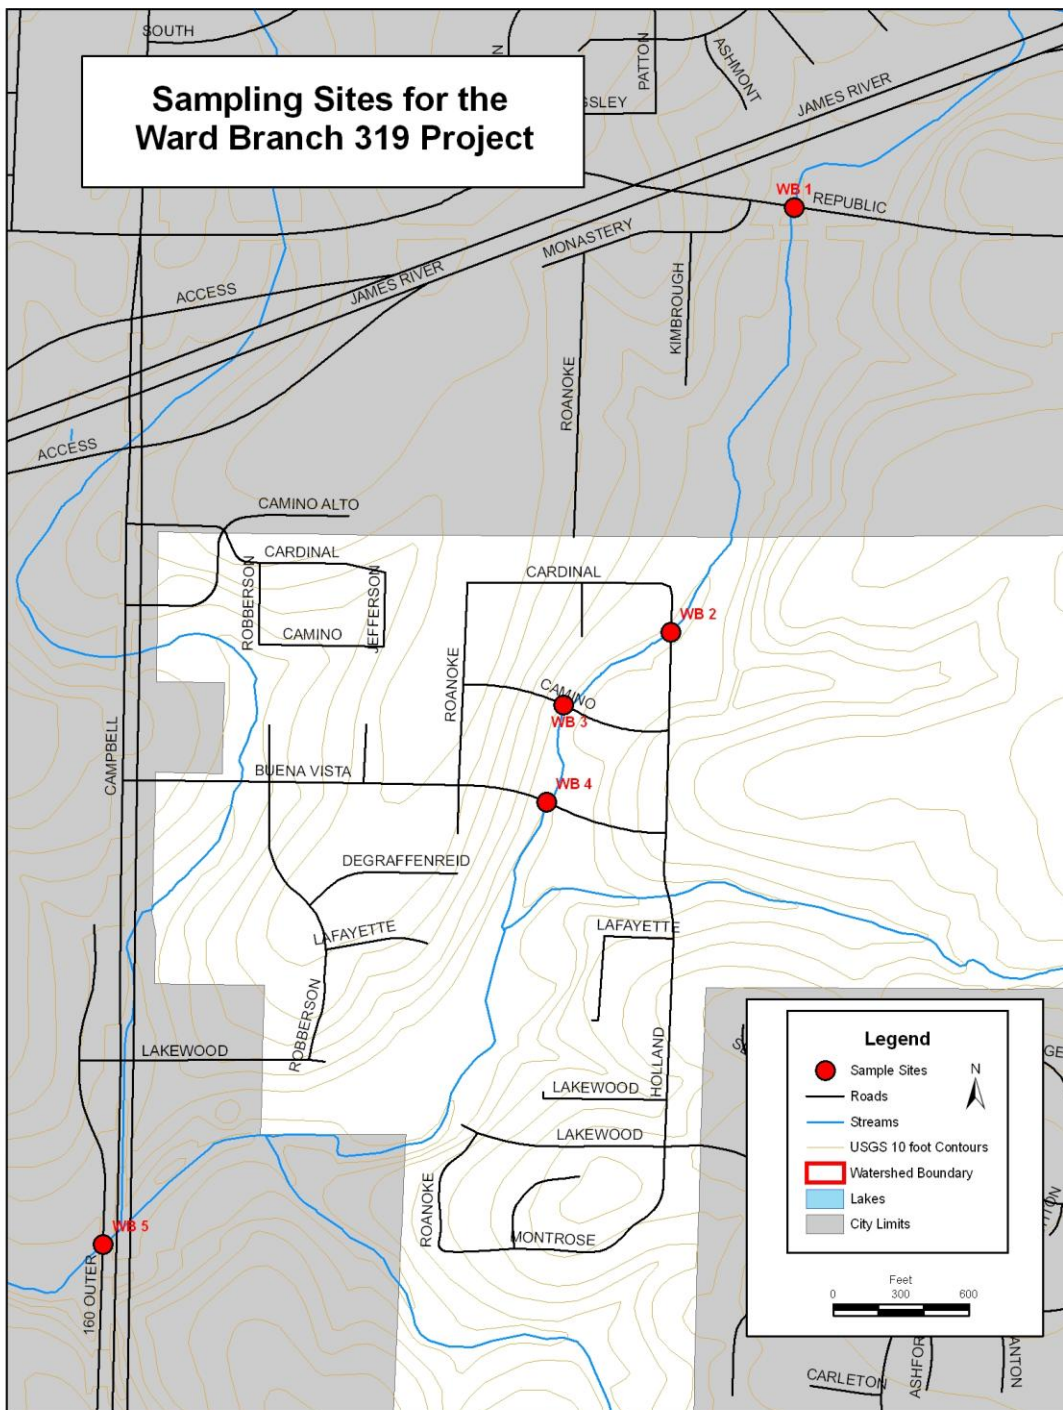 SOUTH
N
PATTON
ASHMONT
GSLEY
JAMES RIVER
Sampling Sites for the
Ward Branch 319 Project
WB 1
REPUBLIC
MONASTERY
KIMBROUGH
ACCESS
JAMES RIVER
ROANOKE
ACCESS
CAMINO ALTO
CARDINAL
ROBBERSON
JEFFERSON
CAMINO
CARDINAL
WB 2
ROANOKE
CAMINO
WB 3
CAMPBELL
BUENA VISTA
WB 4
DEGRAFFENREID
LAFAYETTE
LAFAYETTE
ROBBERSON
LAKEWOOD
HOLLAND
LAKEWOOD
LAKEWOOD
ROANOKE
MONTROSE
WB 5
160 OUTER
Legend
Sample Sites
N
Roads
Streams
USGS 10 foot Contours
Watershed Boundary
Lakes
City Limits
Feet
0 300 600
CARLETON